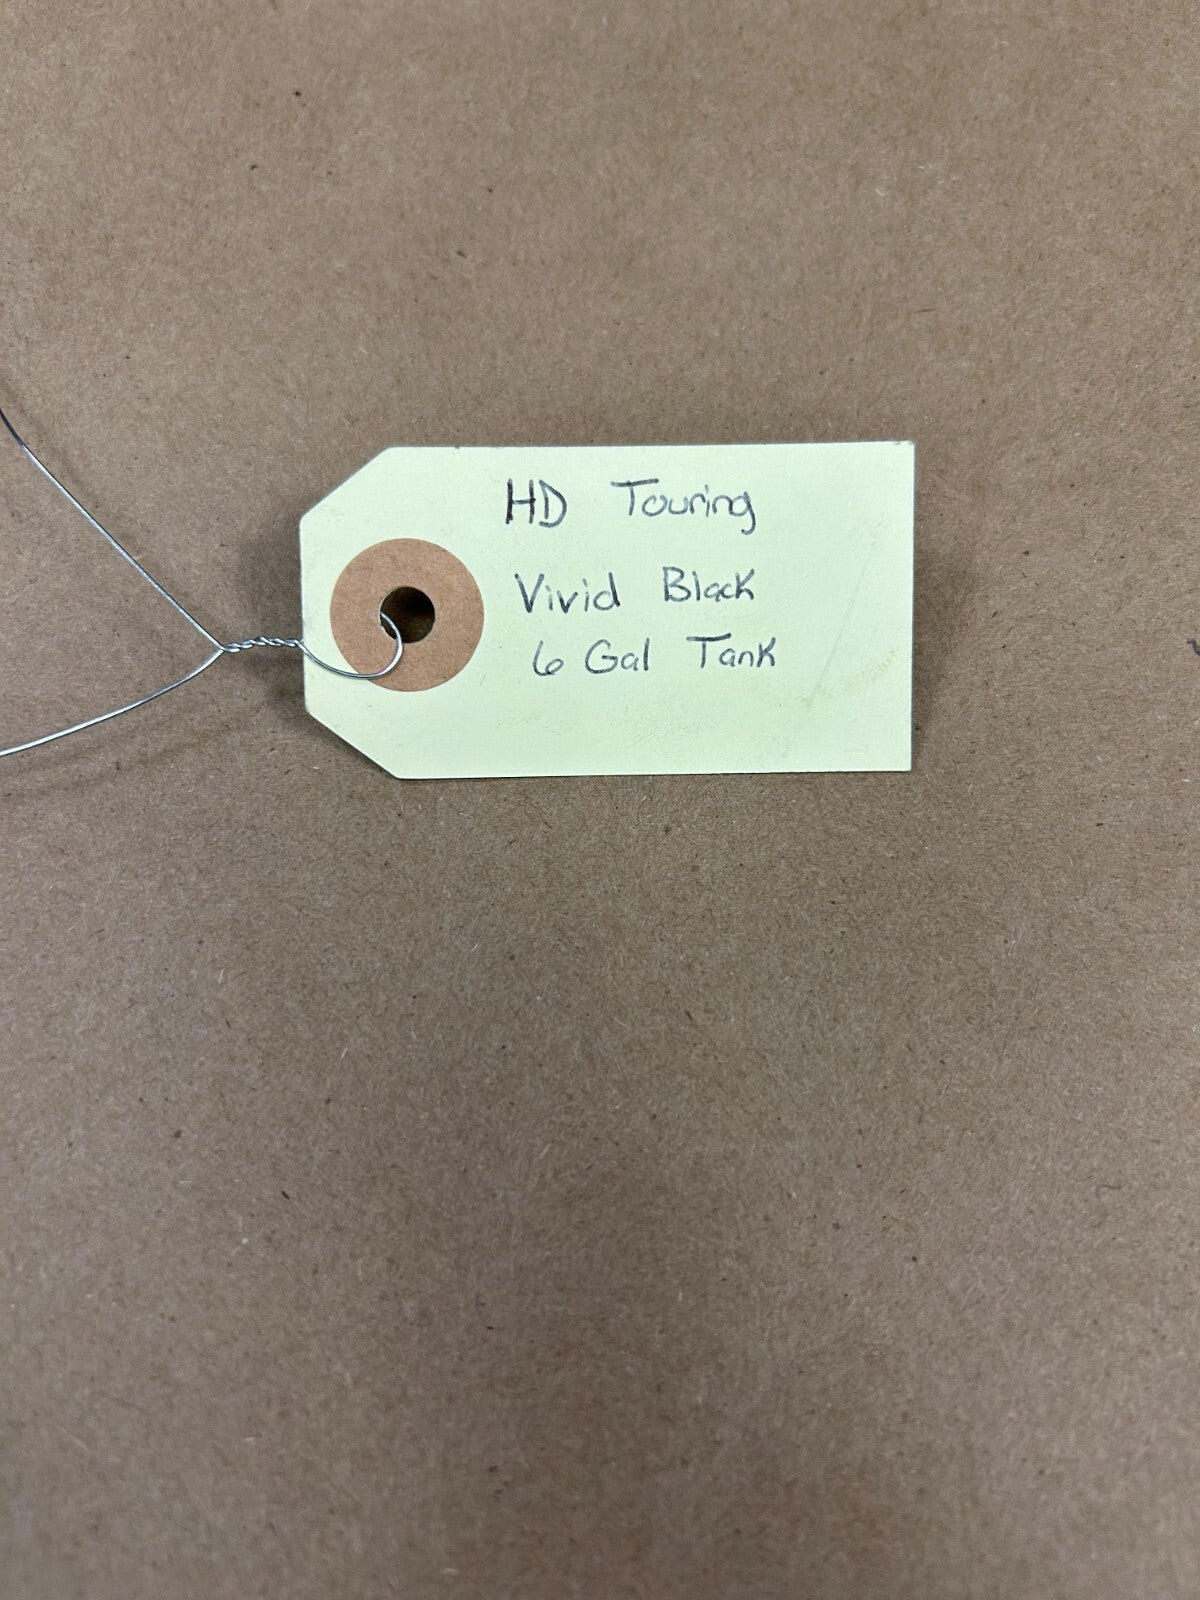 HD Touring
Vivid Black
6 Gal Tank